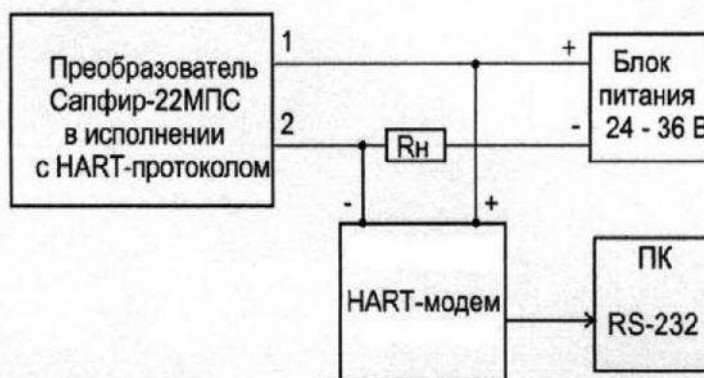 Преобразователь
Сапфир-22МПС
в исполнении
с HART-протоколом
1
2
Rн
+
-
Блок
питания
24 - 36 В
-
+
HART-модем
ПК
RS-232